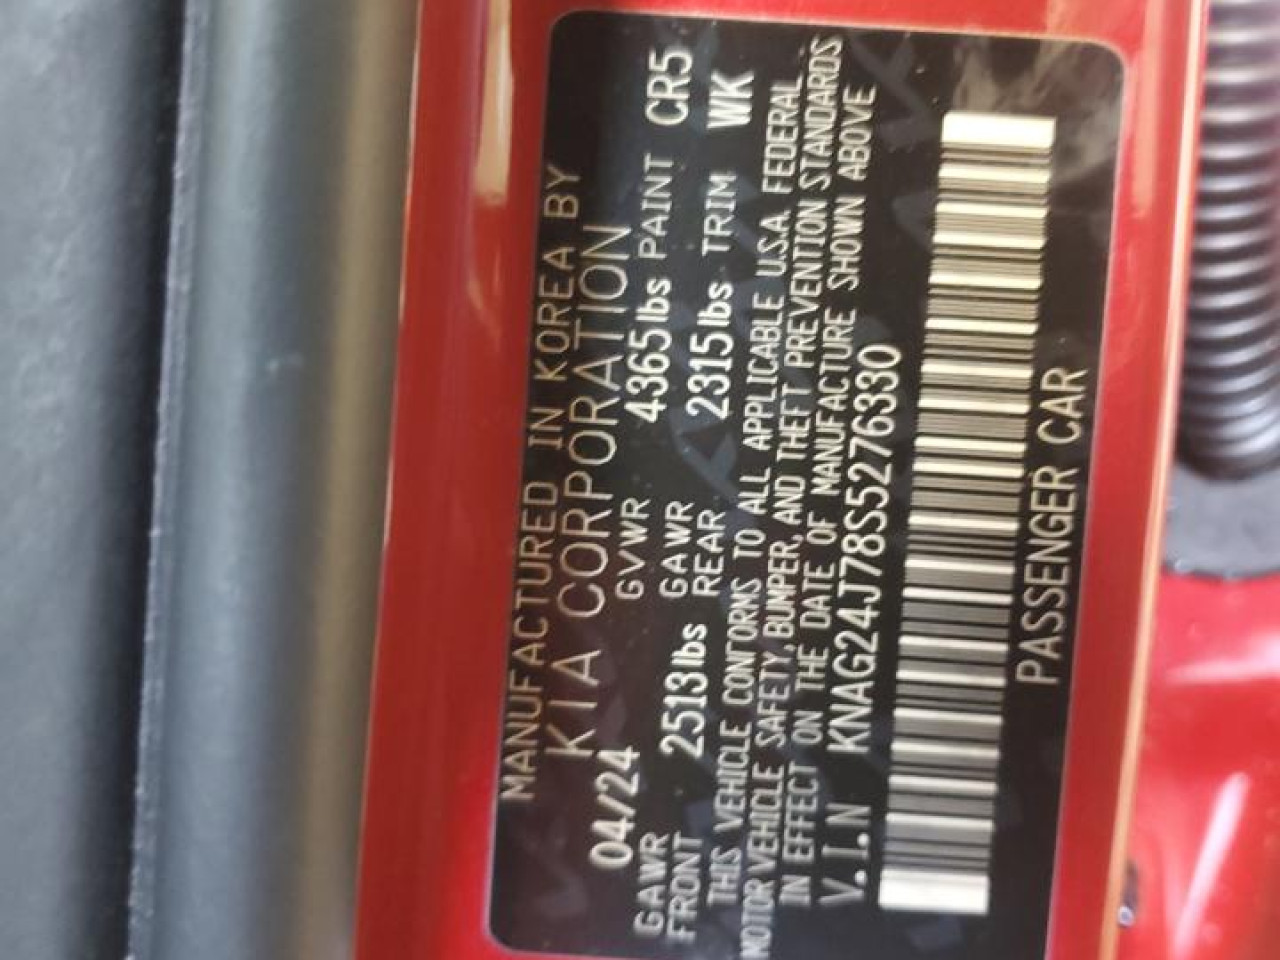 MANUFACTURED IN KOREA BY
KIA CORPORATION
04/24 GVWR 4365lbs PAINT CR5
GAWR FRONT 2513lbs GAWR REAR 2315lbs TRIM WK
THIS VEHICLE CONTORMS TO ALL APPLICABLE U.S.A. FEDERAL
MOTOR VEHICLE SAFETY, BUMPER, AND THEFT PREVENTION STANDARDS
IN EFFECT ON THE DATE OF MANUFACTURE SHOWN ABOVE
V.I.N KNAG24J78S5276330
PASSENGER CAR